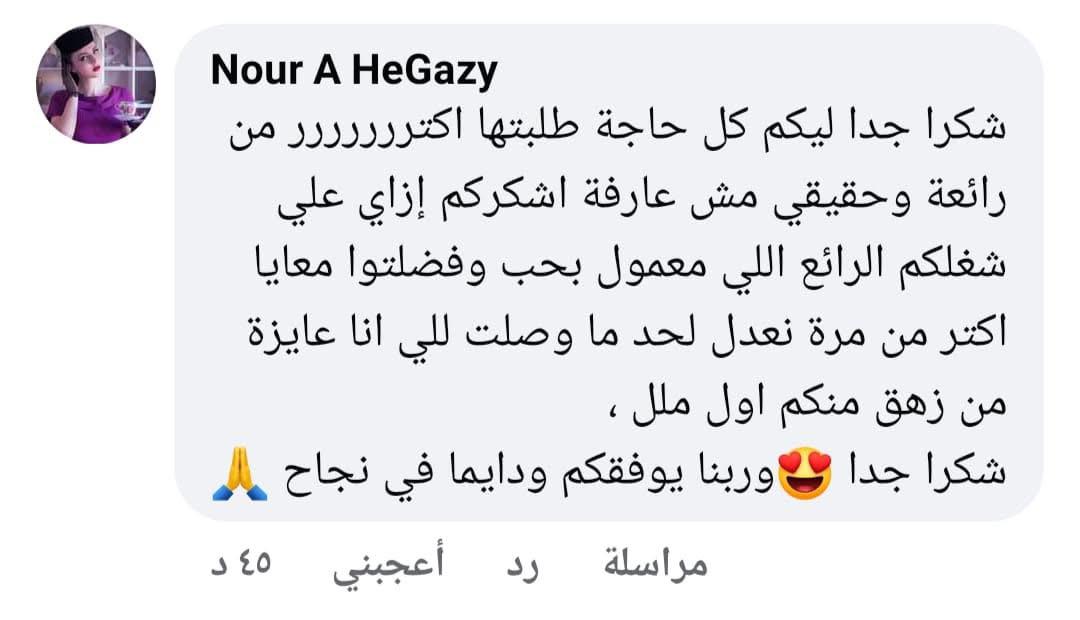 Nour A HeGazy
شكرا جدا ليكم كل حاجة طلبتها اكتررررررر من
رائعة وحقيقي مش عارفة اشكركم إزاي علي
شغلكم الرائع اللي معمول بحب وفضلتوا معايا
اكتر من مرة نعدل لحد ما وصلت للي انا عايزة
من زهق منكم اول ملل ،
شكرا جدا 😍وربنا يوفقكم ودايما في نجاح 🙏
مراسلة رد أعجبني ٤٥ د